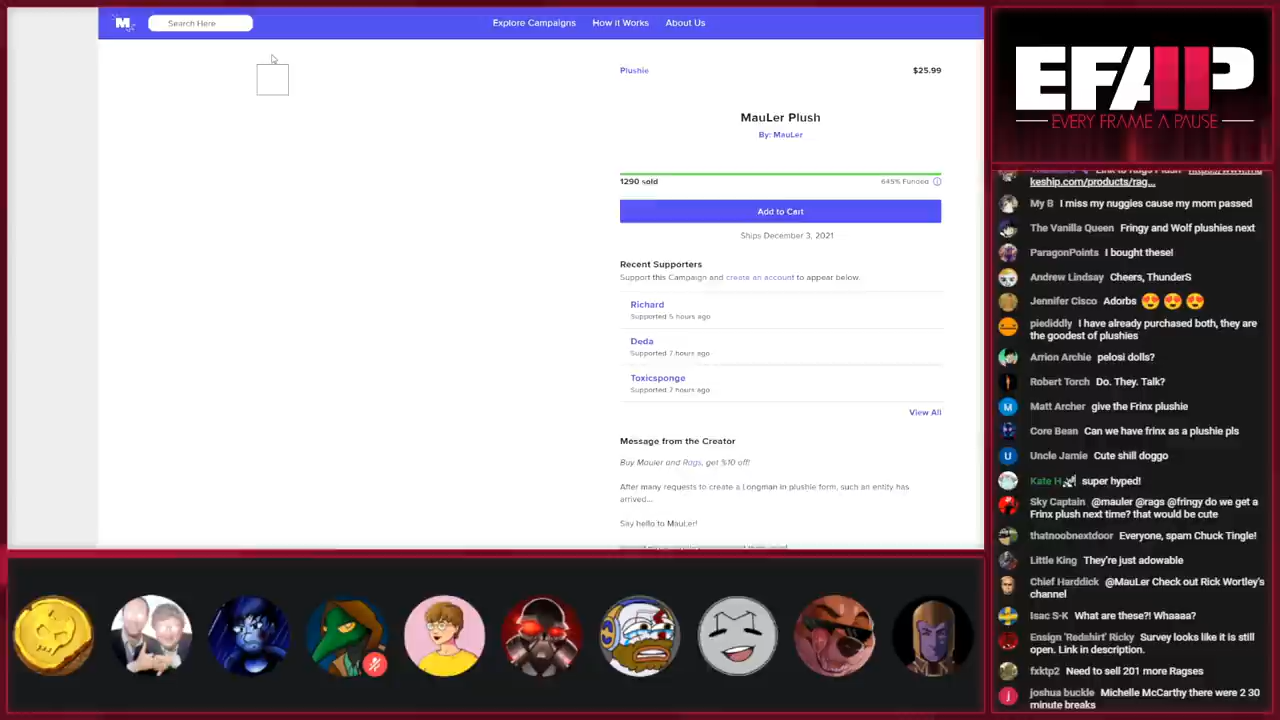 M
Search Here
Explore Campaigns
How it Works
About Us
Plushie
$25.99
MauLer Plush
By: MauLer
1290 sold
645% Funded
Add to Cart
Ships December 3, 2021
Recent Supporters
Support this Campaign and create an account to appear below.
Richard
Supported 5 hours ago
Deda
Supported 7 hours ago
Toxicsponge
Supported 7 hours ago
View All
Message from the Creator
Buy Mauler and Rags, get %10 off!
After many requests to create a Longman in plushie form, such an entity has
arrived...
Say hello to MauLer!
EFAP
EVERY FRAME A PAUSE
keship.com/products/rag...
My B I miss my nuggies cause my mom passed
The Vanilla Queen Fringy and Wolf plushies next
ParagonPoints I bought these!
Andrew Lindsay Cheers, ThunderS
Jennifer Cisco Adorbs 😍 😍 😍
piediddly I have already purchased both, they are
the goodest of plushies
Arrion Archie pelosi dolls?
Robert Torch Do. They. Talk?
Matt Archer give the Frinx plushie
Core Bean Can we have frinx as a plushie pls
Uncle Jamie Cute shill doggo
Kate H super hyped!
Sky Captain @mauler @rags @fringy do we get a
Frinx plush next time? that would be cute
thatnoobnextdoor Everyone, spam Chuck Tingle!
Little King They're just adowable
Chief Harddick @MauLer Check out Rick Wortley's
channel
Isac S-K What are these?! Whaaaa?
Ensign 'Redshirt' Ricky Survey looks like it is still
open. Link in description.
fxktp2 Need to sell 201 more Ragses
joshua buckle Michelle McCarthy there were 2 30
minute breaks